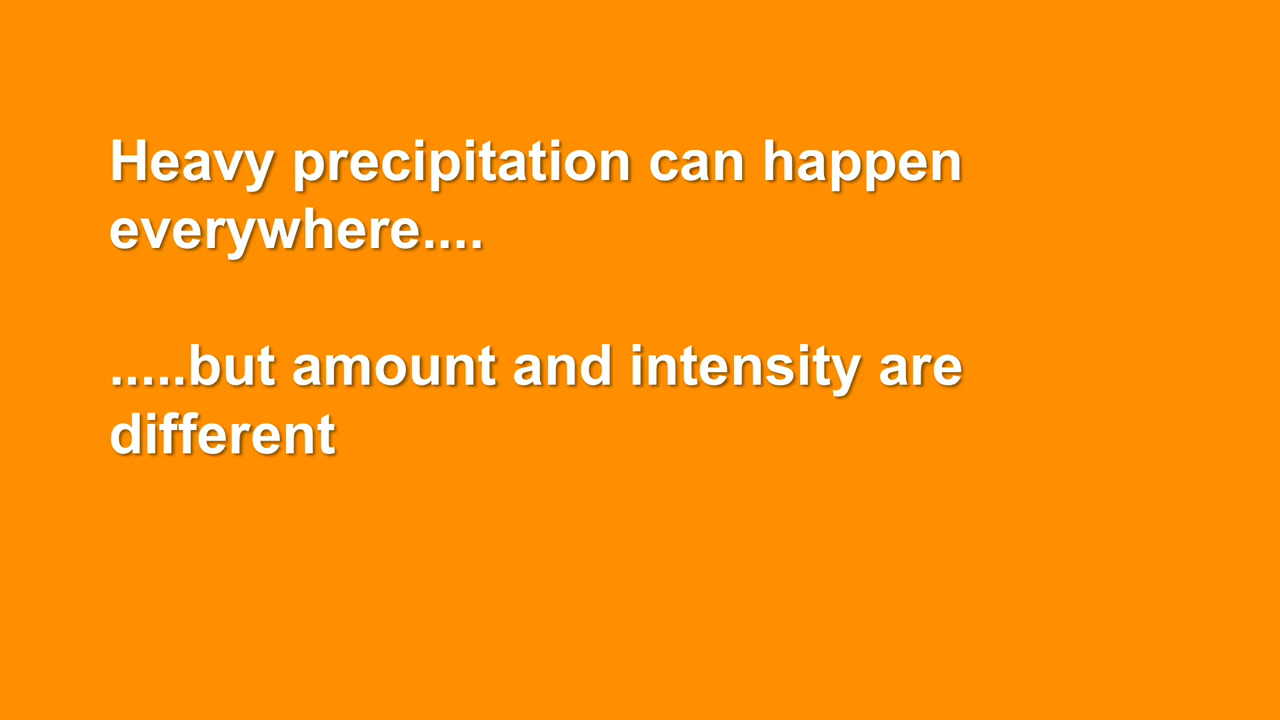 Heavy precipitation can happen
everywhere....
.....but amount and intensity are
different